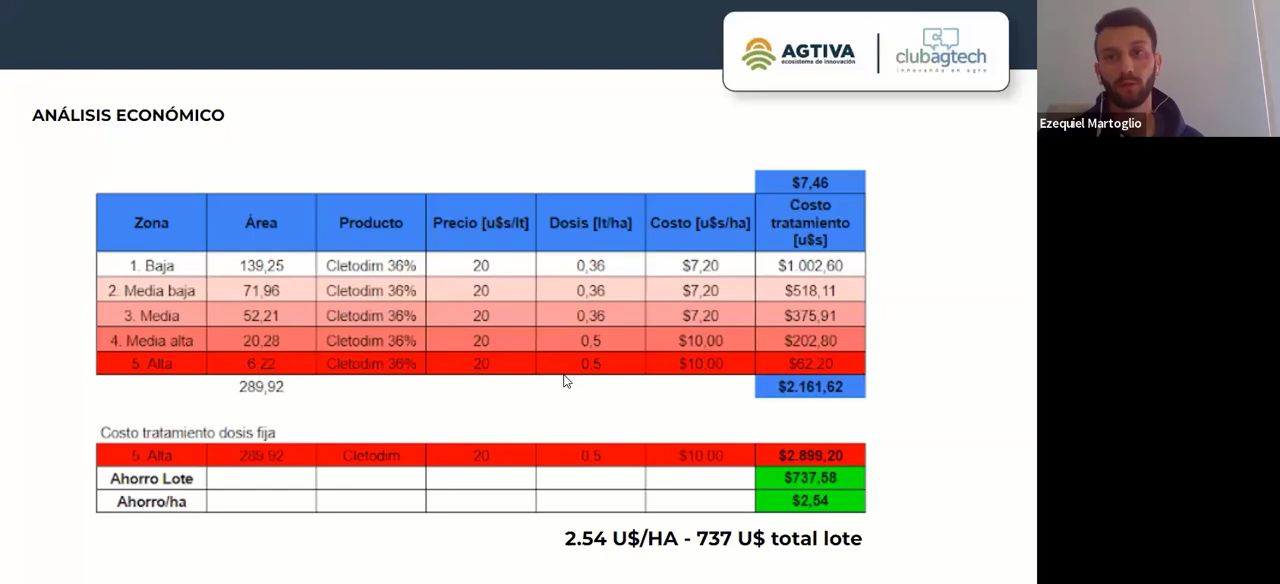 AGTIVA
ecosistema de innovación
clubagtech
innovando en agro
Ezequiel Martoglio
ANÁLISIS ECONÓMICO
$7,46
Zona Área Producto Precio [u$s/lt] Dosis [lt/ha] Costo [u$s/ha] Costo tratamiento [u$s]
1. Baja 139,25 Cletodim 36% 20 0,36 $7,20 $1.002,60
2. Media baja 71,96 Cletodim 36% 20 0,36 $7,20 $518,11
3. Media 52,21 Cletodim 36% 20 0,36 $7,20 $375,91
4. Media alta 20,28 Cletodim 36% 20 0,5 $10,00 $202,80
5. Alta 6,22 Cletodim 36% 20 0,5 $10,00 $62,20
289,92 $2.161,62
Costo tratamiento dosis fija
5. Alta 289,92 Cletodim 20 0,5 $10,00 $2.899,20
Ahorro Lote $737,58
Ahorro/ha $2,54
2.54 U$/HA - 737 U$ total lote